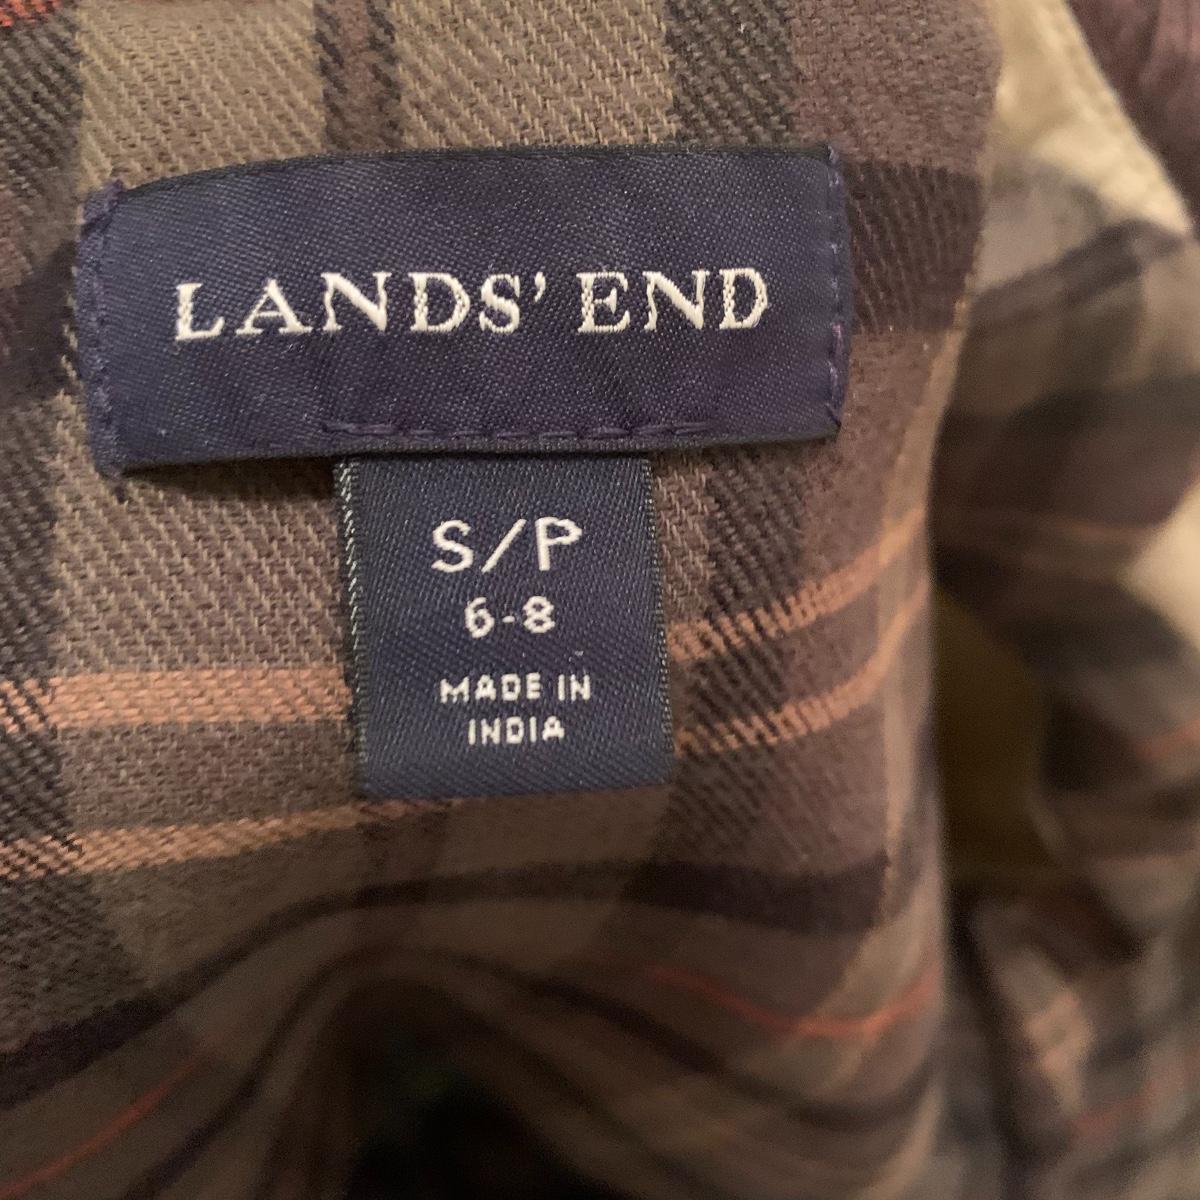 LANDS' END
S/P
6-8
MADE IN
INDIA